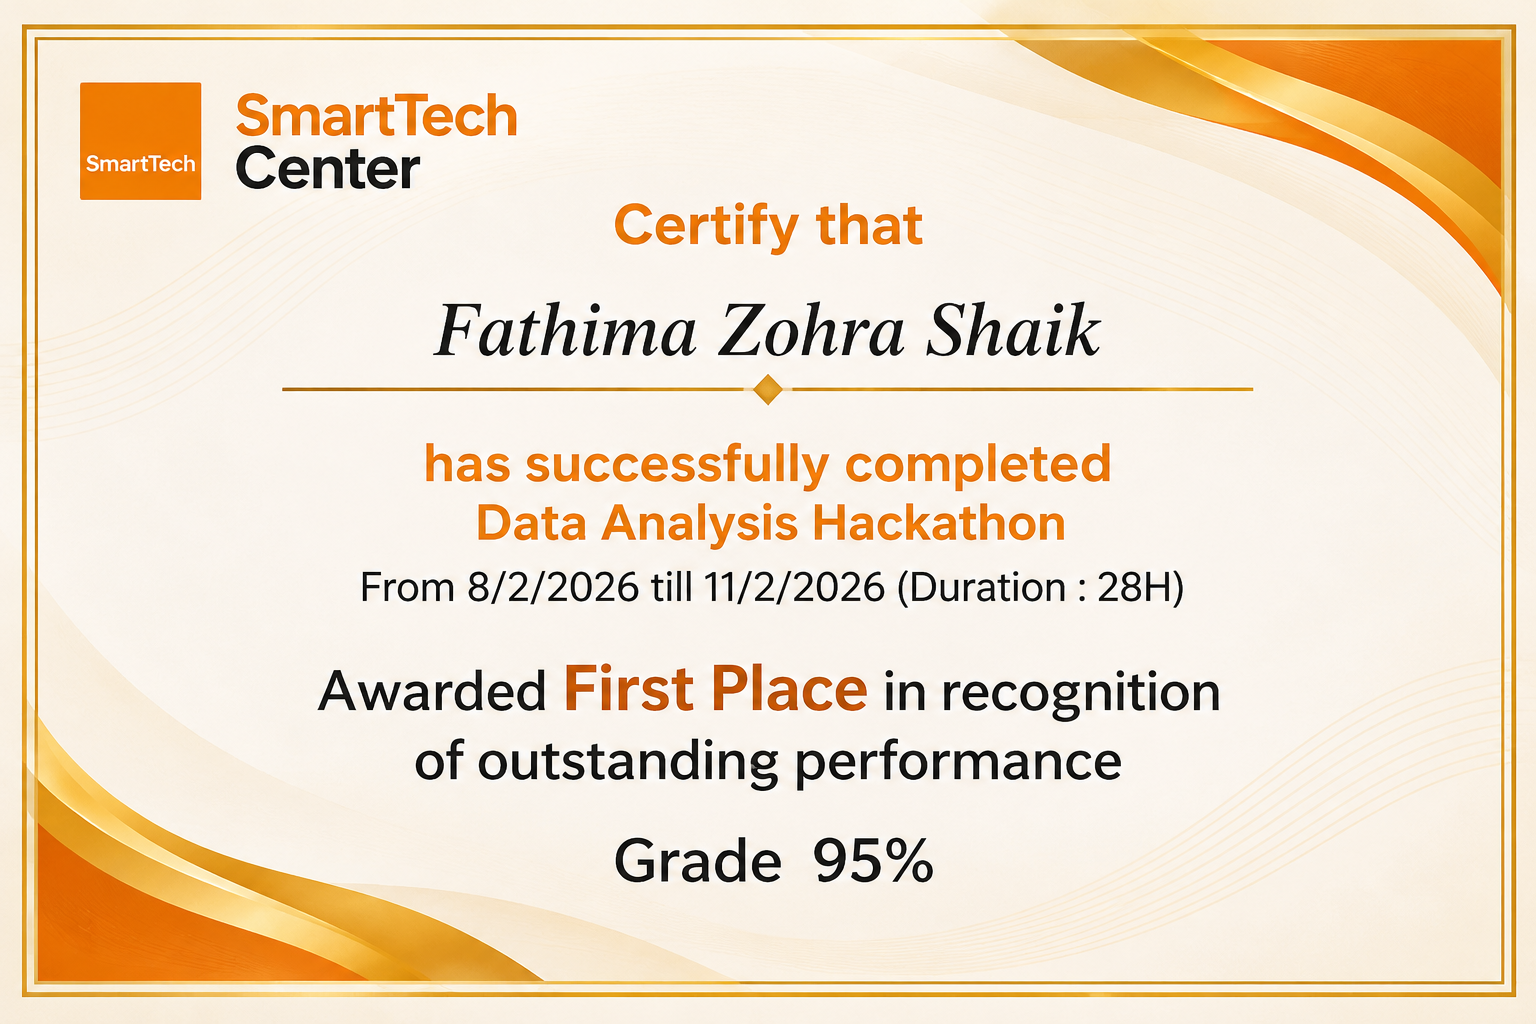 SmartTech
SmartTech
Center
Certify that
Fathima Zohra Shaik
has successfully completed
Data Analysis Hackathon
From 8/2/2026 till 11/2/2026 (Duration : 28H)
Awarded First Place in recognition
of outstanding performance
Grade 95%